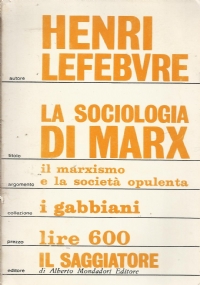 HENRI
autore LEFEBVRE
LA SOCIOLOGIA
titolo DI MARX
il marxismo
argomento e la società opulenta
collezione i gabbiani
prezzo lire 600
IL SAGGIATORE
editore di Alberto Mondadori Editore